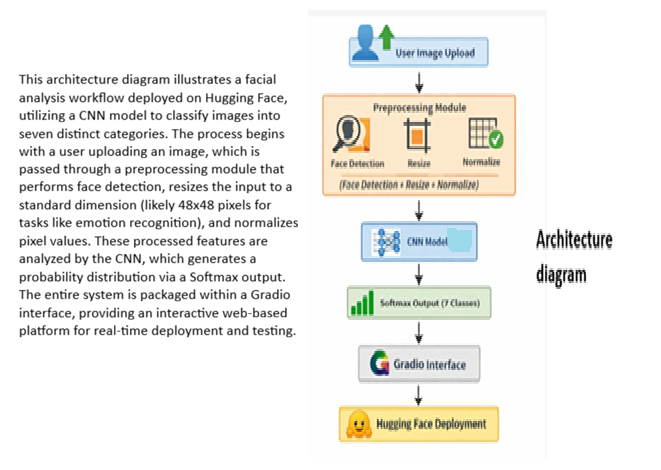 This architecture diagram illustrates a facial
analysis workflow deployed on Hugging Face,
utilizing a CNN model to classify images into
seven distinct categories. The process begins
with a user uploading an image, which is
passed through a preprocessing module that
performs face detection, resizes the input to a
standard dimension (likely 48x48 pixels for
tasks like emotion recognition), and normalizes
pixel values. These processed features are
analyzed by the CNN, which generates a
probability distribution via a Softmax output.
The entire system is packaged within a Gradio
interface, providing an interactive web-based
platform for real-time deployment and testing.
User Image Upload
Preprocessing Module
Face Detection
Resize
Normalize
(Face Detection + Resize + Normalize)
CNN Model
Softmax Output (7 Classes)
Gradio Interface
Hugging Face Deployment
Architecture
diagram